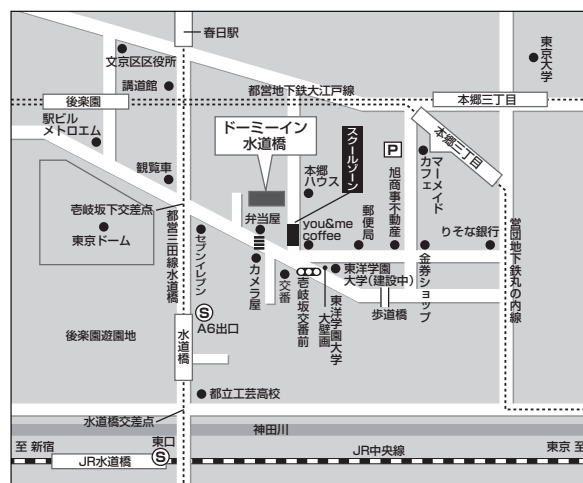 春日駅
文京区区役所
講道館
都営地下鉄大江戸線
東京大学
後楽園
本郷三丁目
駅ビル
メトロエム
ドーミーイン
水道橋
スクールゾーン
P
本郷三丁目
観覧車
本郷
ハウス
マーメイド
カフェ
壱岐坂下交差点
東京ドーム
都営三田線水道橋
セブンイレブン
弁当屋
you&me
coffee
郵便局
旭商事不動産
りそな銀行
営団地下鉄丸の内線
カメラ屋
交番
壱岐坂交番前
東洋学園
大学(建設中)
東洋学園大学
大壁画
歩道橋
金券ショップ
S
A6出口
後楽園遊園地
水道橋
都立工芸高校
水道橋交差点
神田川
至 新宿
東口
JR水道橋
S
JR中央線
東京 至